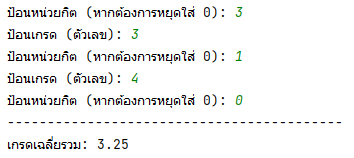 ป้อนหน่วยกิต (หากต้องการหยุดใส่ 0): 3
ป้อนเกรด (ตัวเลข): 3
ป้อนหน่วยกิต (หากต้องการหยุดใส่ 0): 1
ป้อนเกรด (ตัวเลข): 4
ป้อนหน่วยกิต (หากต้องการหยุดใส่ 0): 0
--------------------------------------------
เกรดเฉลี่ยรวม: 3.25